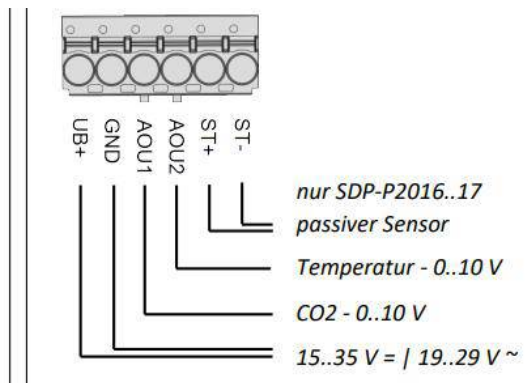 UB+
GND
AOU1
AOU2
ST+
ST-
nur SDP-P2016..17
passiver Sensor
Temperatur - 0..10 V
CO2 - 0..10 V
15..35 V = | 19..29 V ~